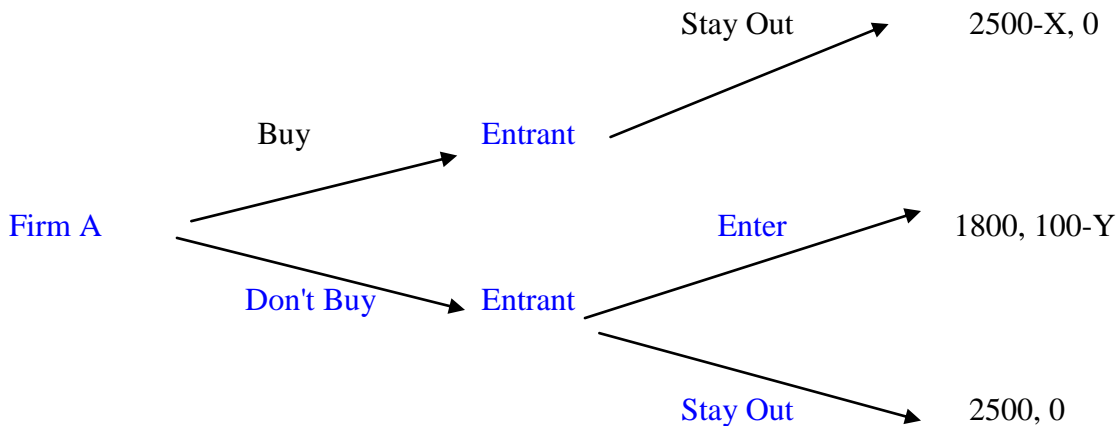 Stay Out 2500-X, 0
Buy Entrant
Firm A Enter 1800, 100-Y
Don't Buy Entrant
Stay Out 2500, 0